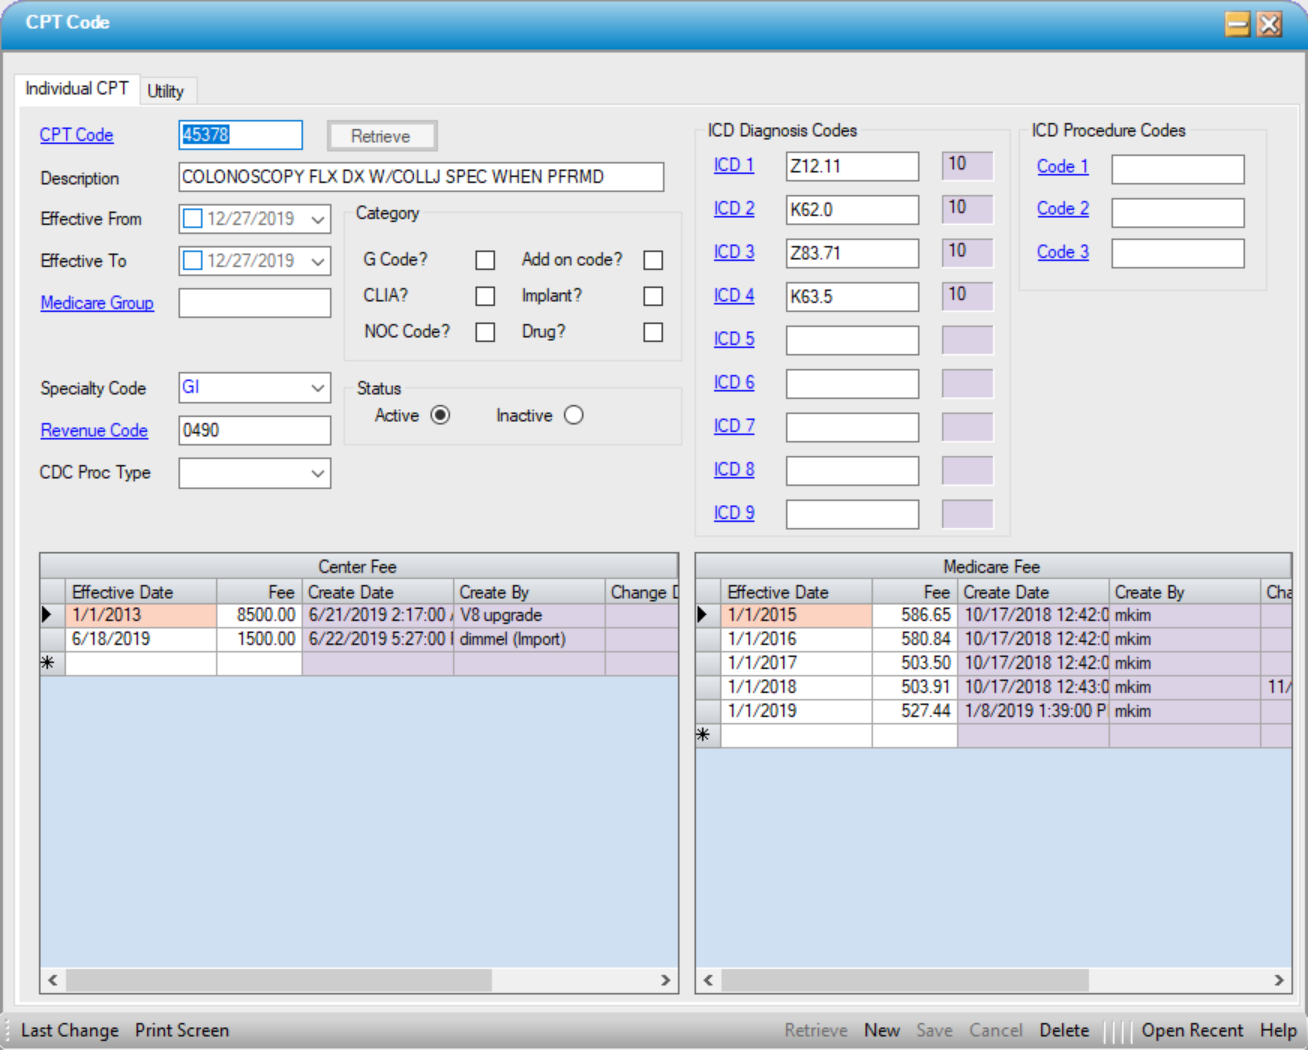 CPT Code
Individual CPT
Utility
CPT Code
45378
Retrieve
Description
COLONOSCOPY FLX DX W/COLLJ SPEC WHEN PFRMD
Effective From
12/27/2019
Effective To
12/27/2019
Medicare Group
Category
G Code?
Add on code?
CLIA?
Implant?
NOC Code?
Drug?
Specialty Code
GI
Revenue Code
0490
CDC Proc Type
Status
Active
Inactive
ICD Diagnosis Codes
ICD 1 Z12.11 10
ICD 2 K62.0 10
ICD 3 Z83.71 10
ICD 4 K63.5 10
ICD 5
ICD 6
ICD 7
ICD 8
ICD 9
ICD Procedure Codes
Code 1
Code 2
Code 3
Center Fee
Effective Date Fee Create Date Create By Change D
1/1/2013 8500.00 6/21/2019 2:17:00 V8 upgrade
6/18/2019 1500.00 6/22/2019 5:27:00 dimmel (Import)
Medicare Fee
Effective Date Fee Create Date Create By Cha
1/1/2015 586.65 10/17/2018 12:42:0 mkim
1/1/2016 580.84 10/17/2018 12:42:0 mkim
1/1/2017 503.50 10/17/2018 12:42:0 mkim
1/1/2018 503.91 10/17/2018 12:43:0 mkim 11/
1/1/2019 527.44 1/8/2019 1:39:00 P mkim
Last Change Print Screen Retrieve New Save Cancel Delete Open Recent Help